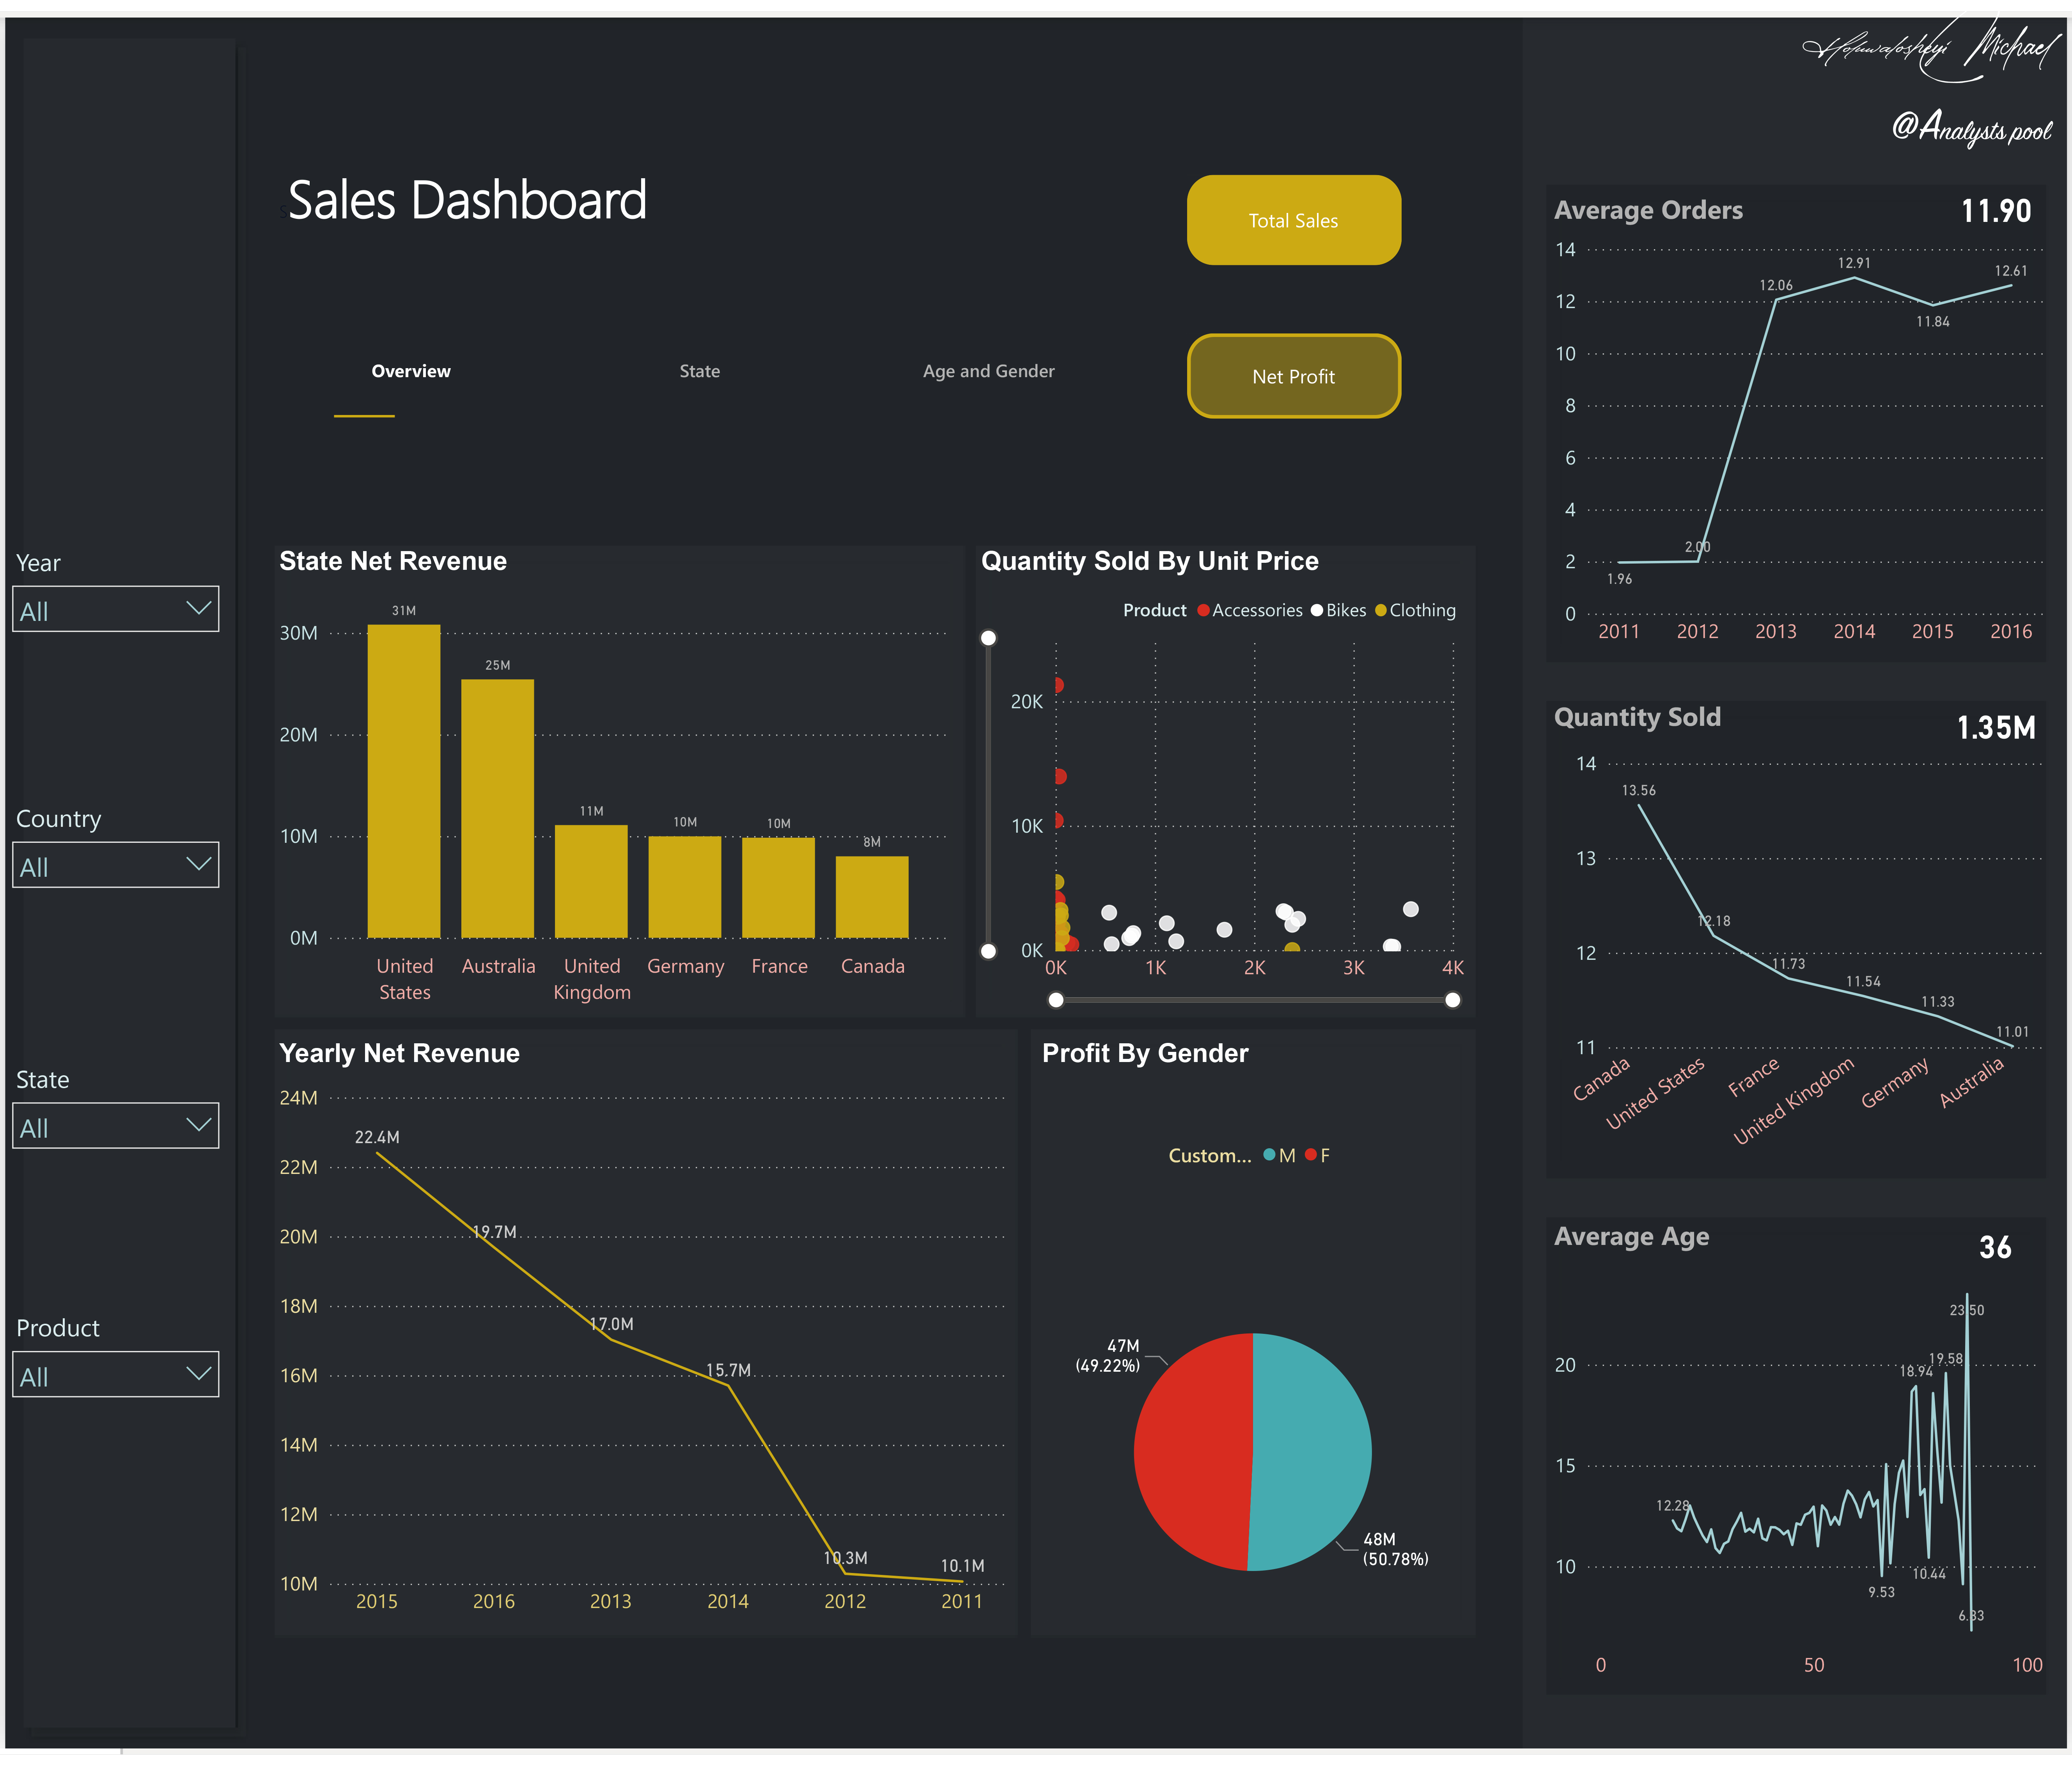 Michael
@Analysts pool
Sales Dashboard
Total Sales
Overview
State
Age and Gender
Net Profit
Year
All
Country
All
State
All
Product
All
State Net Revenue
30M
20M
10M
0M
31M
25M
11M
10M
10M
8M
United States
Australia
United Kingdom
Germany
France
Canada
Quantity Sold By Unit Price
Product Accessories Bikes Clothing
20K
10K
0K
0K 1K 2K 3K 4K
Yearly Net Revenue
24M
22M
20M
18M
16M
14M
12M
10M
22.4M
19.7M
17.0M
15.7M
10.3M
10.1M
2015 2016 2013 2014 2012 2011
Profit By Gender
Custom... M F
47M
(49.22%)
48M
(50.78%)
Average Orders
11.90
14
12
10
8
6
4
2
0
1.96
2.00
12.06
12.91
11.84
12.61
2011 2012 2013 2014 2015 2016
Quantity Sold
1.35M
14
13
12
11
13.56
12.18
11.73
11.54
11.33
11.01
Canada
United States
France
United Kingdom
Germany
Australia
Average Age
36
20
15
10
12.28
9.53
18.94
10.44
19.58
23.50
6.83
0 50 100